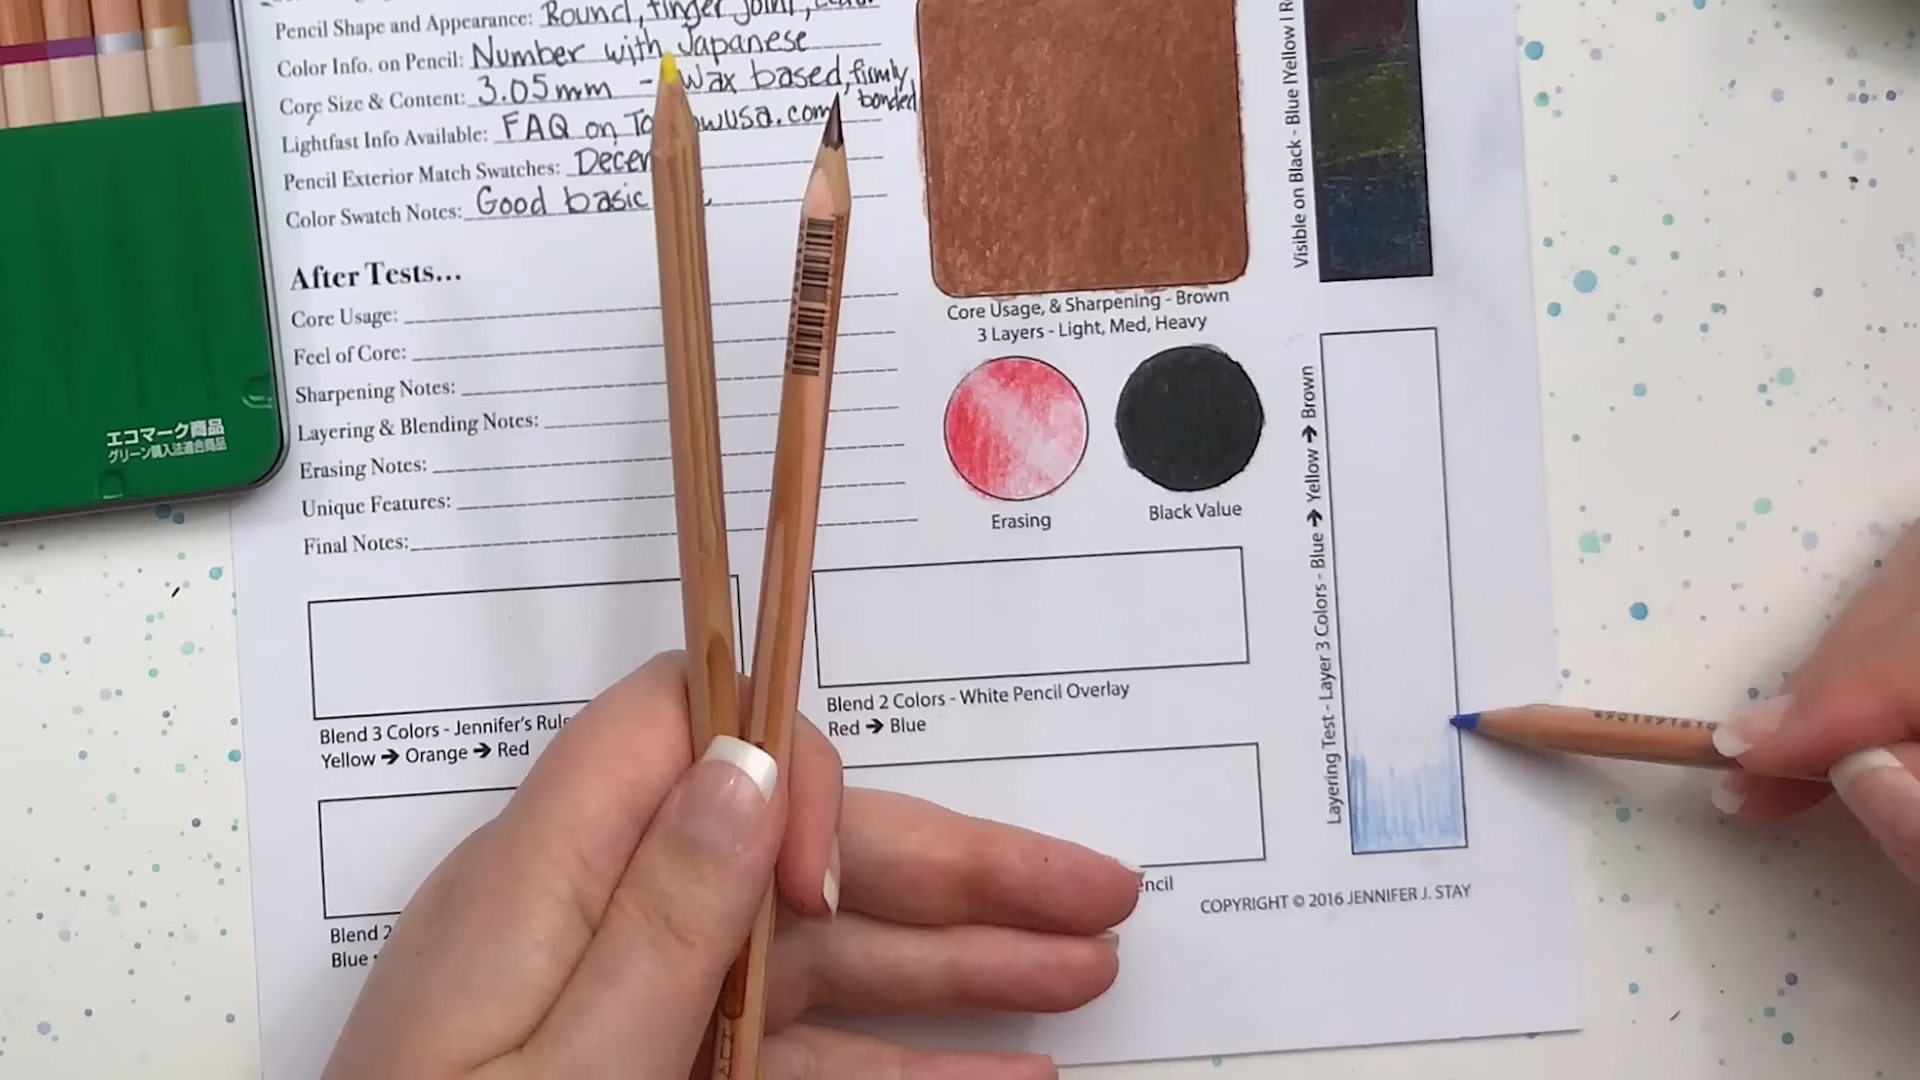 Pencil Shape and Appearance: Round, finger joint,
Color Info. on Pencil: Number with Japanese
Core Size & Content: 3.05mm - Wax based, firmly bonded
Lightfast Info Available: FAQ on
Pencil Exterior Match Swatches:
Color Swatch Notes: Good basic
After Tests...
Core Usage:
Feel of Core:
Sharpening Notes:
Layering & Blending Notes:
Erasing Notes:
Unique Features:
Final Notes:
エコマーク商品
グリーン購入法適合商品
Core Usage, & Sharpening - Brown
3 Layers - Light, Med, Heavy
Erasing
Black Value
Visible on Black - Blue |Yellow |
Layering Test - Layer 3 Colors - Blue ➔ Yellow ➔ Brown
Blend 3 Colors - Jennifer's
Yellow ➔ Orange ➔ Red
Blend 2 Colors - White Pencil Overlay
Red ➔ Blue
Blend 2
Blue
COPYRIGHT © 2016 JENNIFER J. STAY